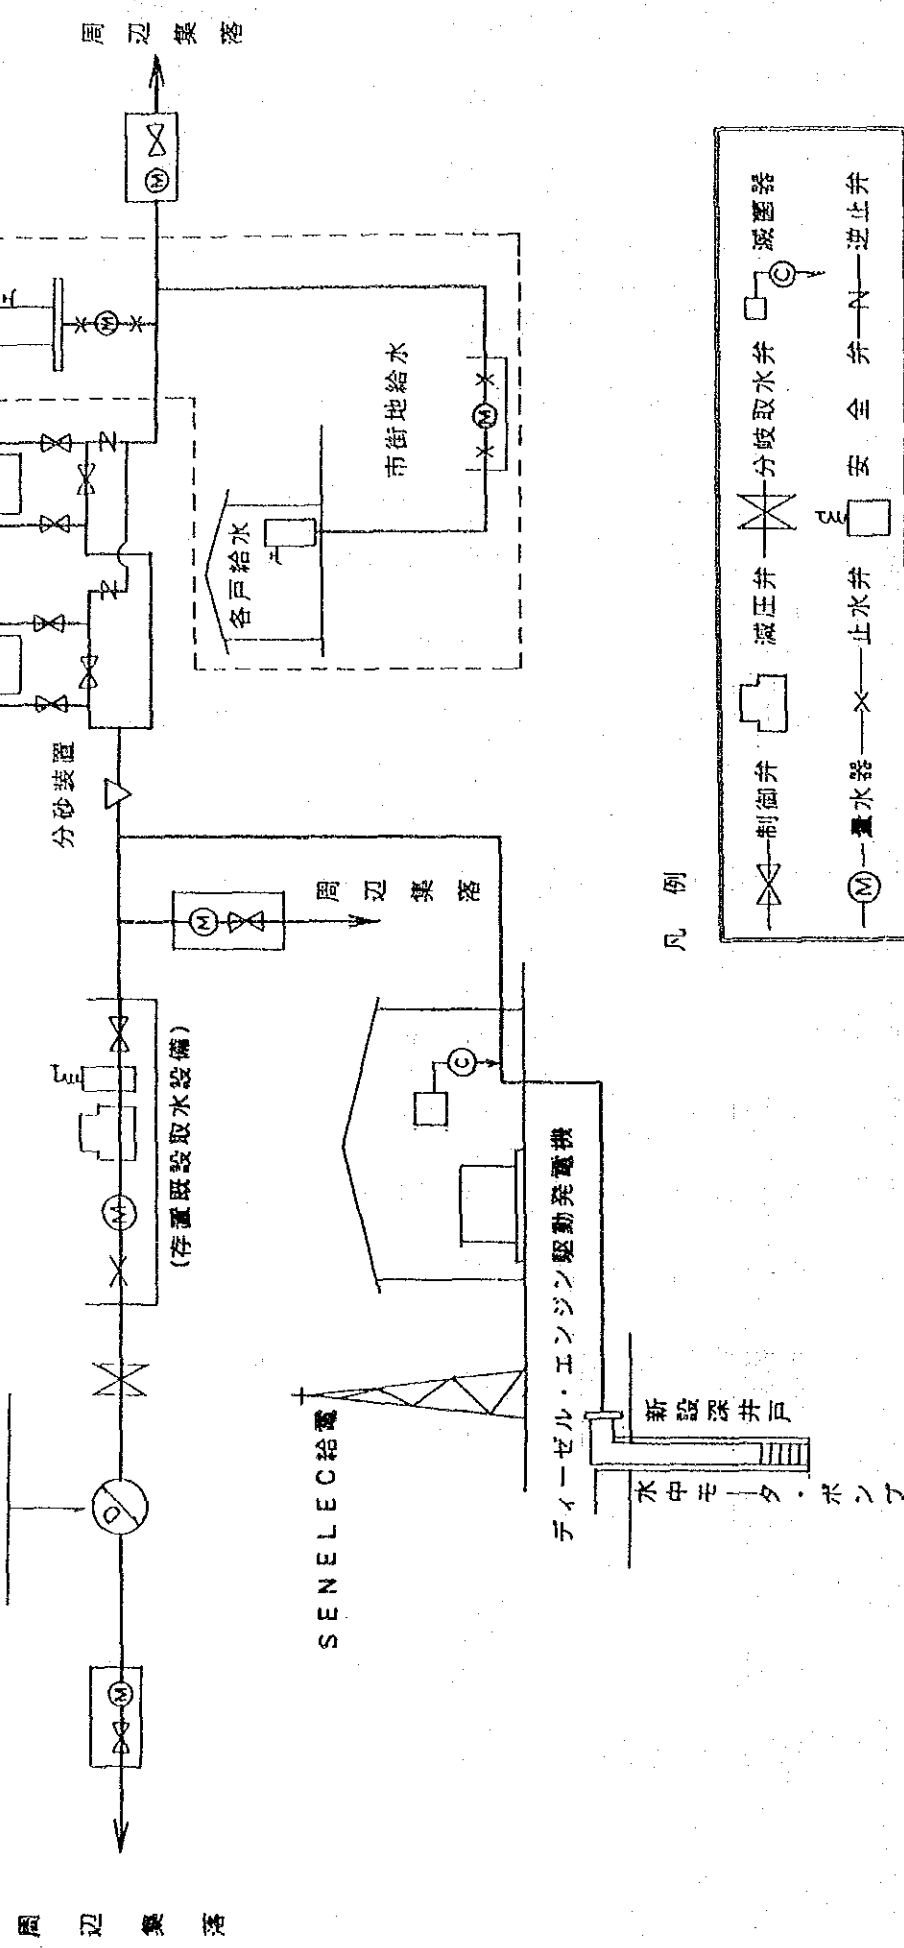 周辺集落
各戸給水
市街地給水
分砂装置
周辺集落
(存置既設取水設備)
SENELEC給電
ディーゼル・エンジン駆動発電機
新設深井戸
水中モータ・ポンプ
周辺集落
凡例
制御弁
減圧弁
分岐取水弁
滅菌器
M
量水器
止水弁
安全弁
逆止弁
C
N
M
M
M
M
M
M
C